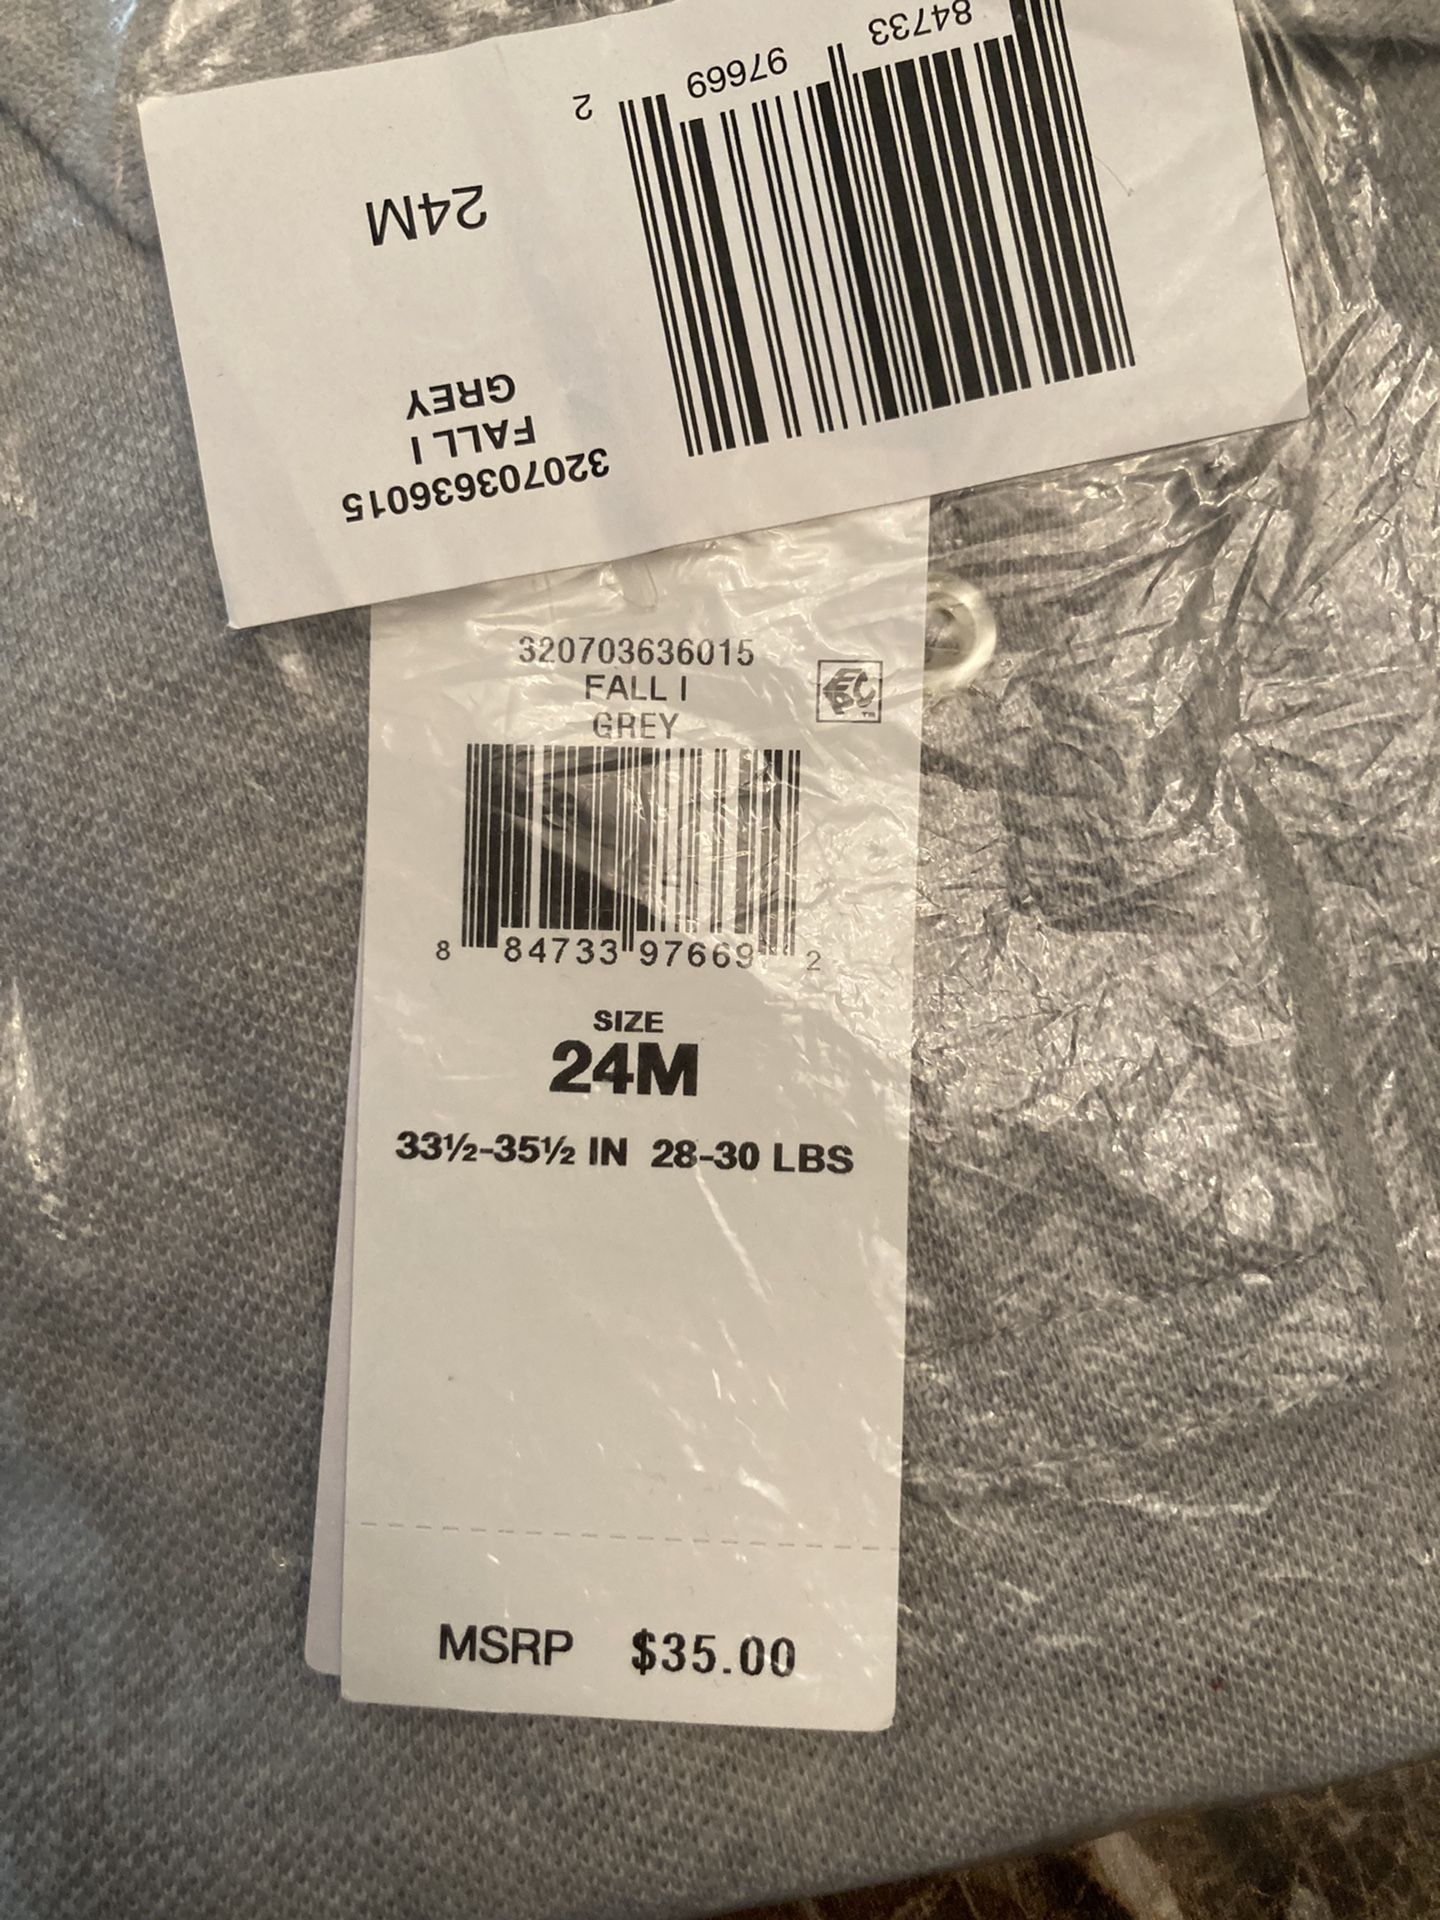 84733 97669 2
24M
320703636015
FALL I
GREY
320703636015
FALL I
GREY
EPC™
8 84733 97669 2
SIZE
24M
33½-35½ IN 28-30 LBS
MSRP $35.00